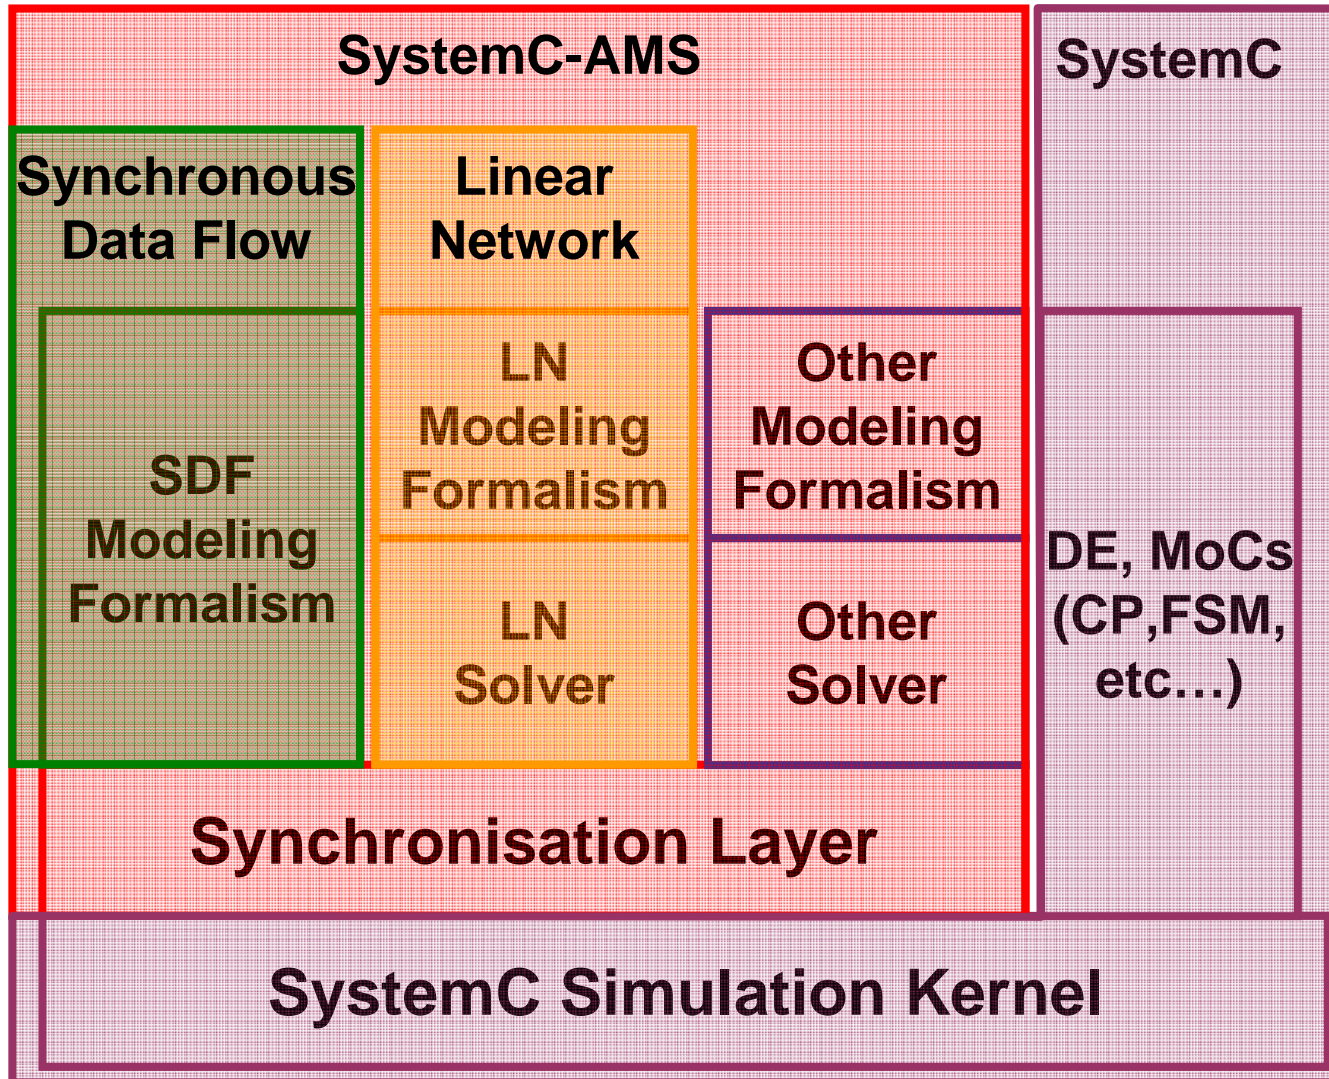 SystemC-AMS
SystemC
Synchronous
Data Flow
Linear
Network
SDF
Modeling
Formalism
LN
Modeling
Formalism
LN
Solver
Other
Modeling
Formalism
Other
Solver
DE, MoCs
(CP,FSM,
etc…)
Synchronisation Layer
SystemC Simulation Kernel